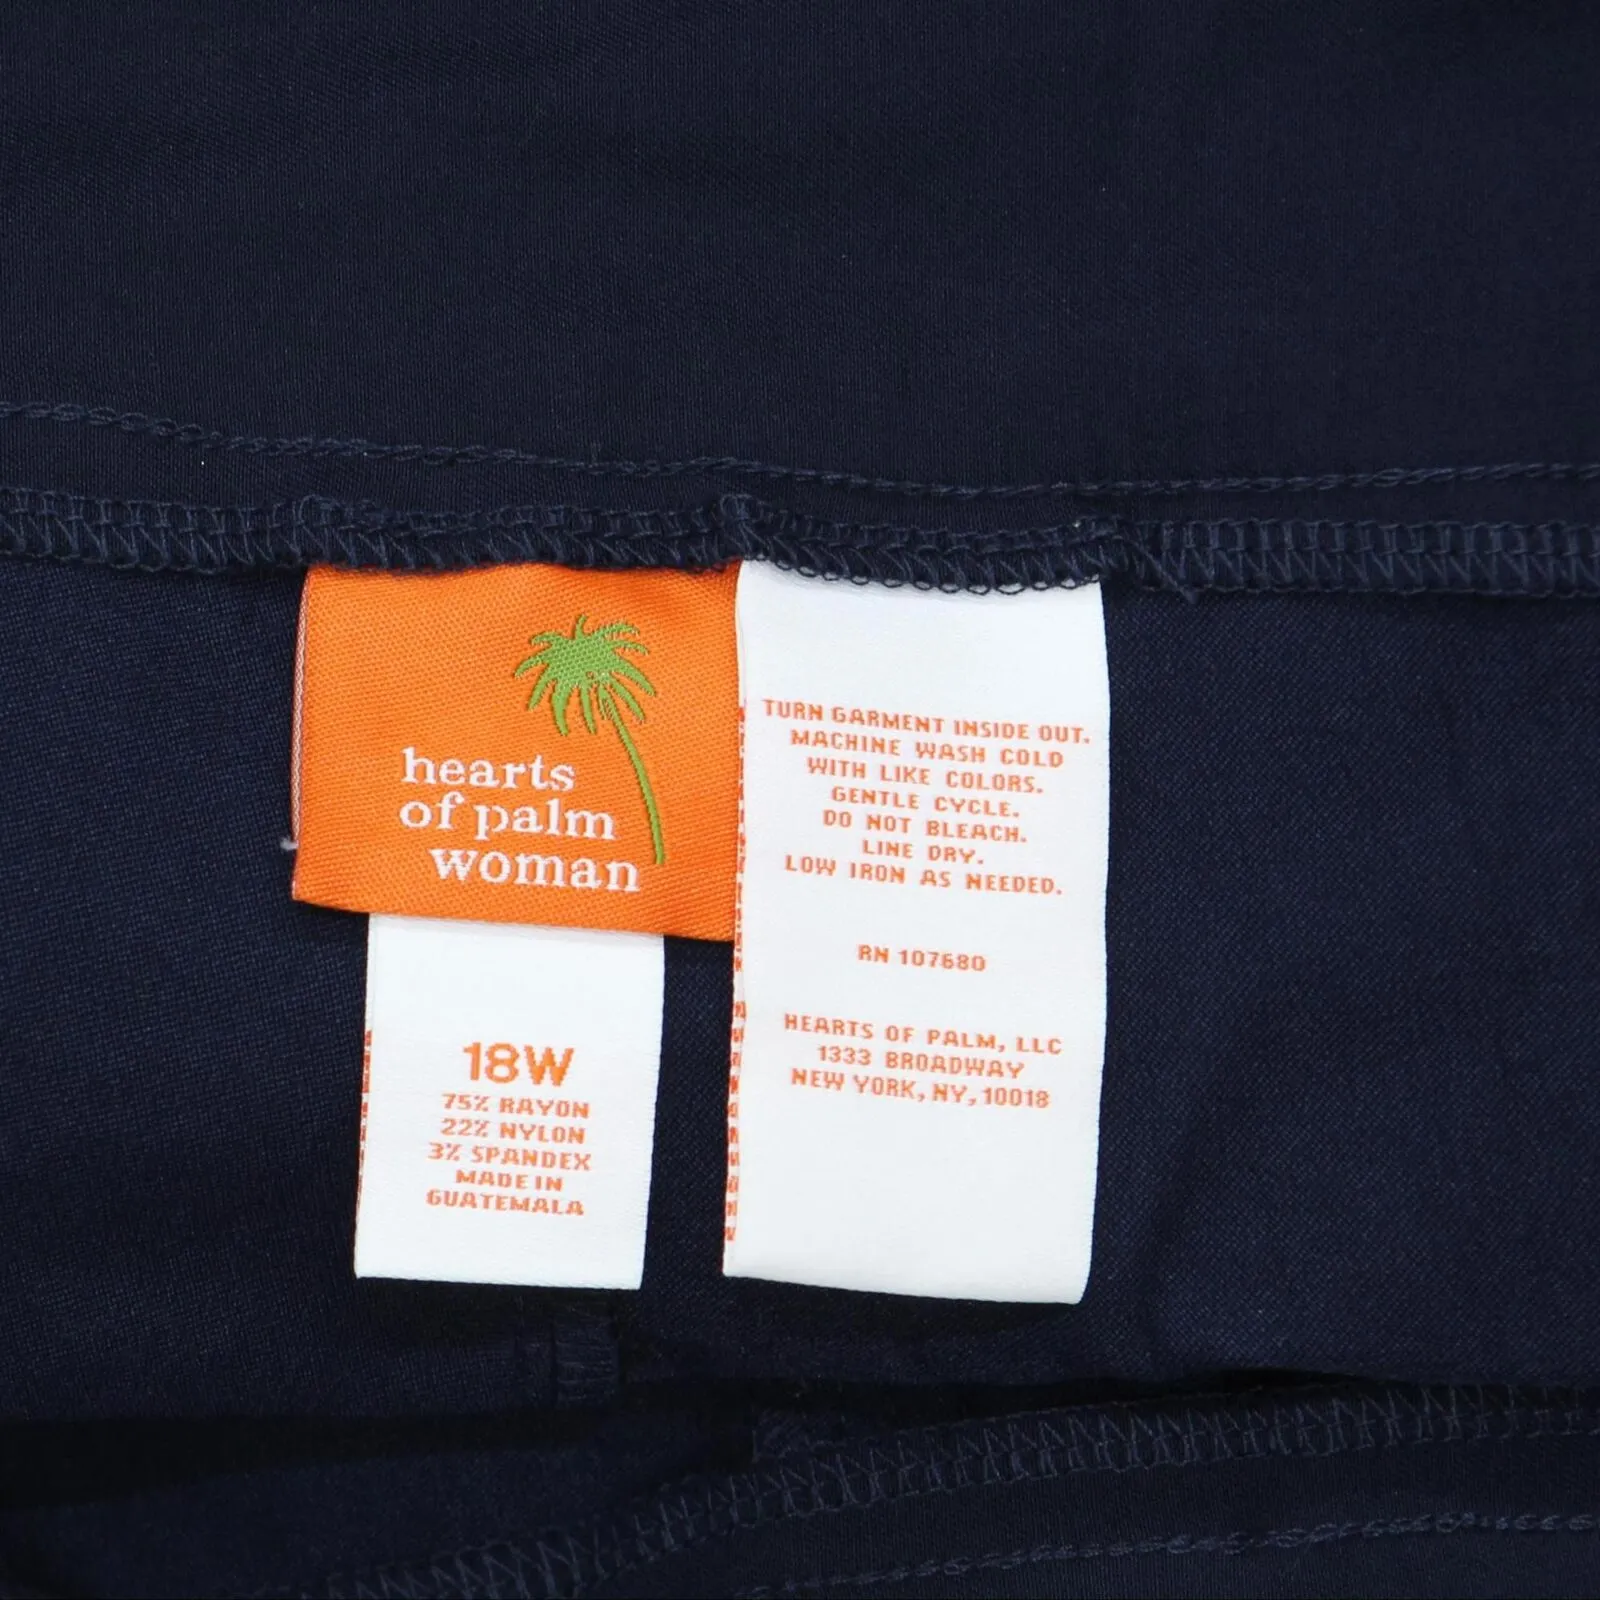 hearts
of palm
woman
18W
75% RAYON
22% NYLON
3% SPANDEX
MADE IN
GUATEMALA
TURN GARMENT INSIDE OUT.
MACHINE WASH COLD
WITH LIKE COLORS.
GENTLE CYCLE.
DO NOT BLEACH.
LINE DRY.
LOW IRON AS NEEDED.
RN 107680
HEARTS OF PALM, LLC
1333 BROADWAY
NEW YORK, NY, 10018